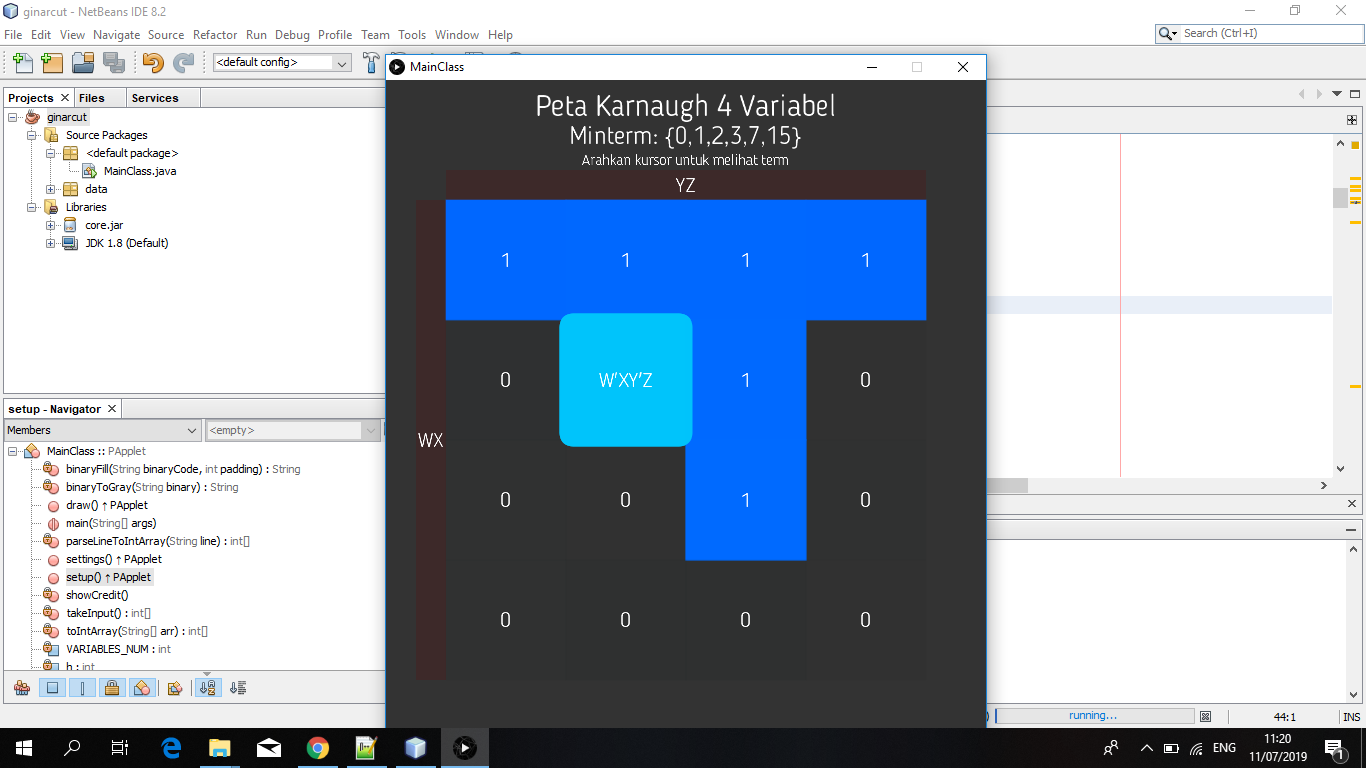 ginarcut - NetBeans IDE 8.2
File Edit View Navigate Source Refactor Run Debug Profile Team Tools Window Help
Search (Ctrl+I)
<default config>
MainClass
Projects Files Services
ginarcut
Source Packages
<default package>
MainClass.java
data
Libraries
core.jar
JDK 1.8 (Default)
Peta Karnaugh 4 Variabel
Minterm: {0,1,2,3,7,15}
Arahkan kursor untuk melihat term
YZ
1 1 1 1
0 W'XY'Z 1 0
WX
0 0 1 0
0 0 0 0
setup - Navigator
Members <empty>
MainClass :: PApplet
binaryFill(String binaryCode, int padding) : String
binaryToGray(String binary) : String
draw() ↑ PApplet
main(String[] args)
parseLineToIntArray(String line) : int[]
settings() ↑ PApplet
setup() ↑ PApplet
showCredit()
takeInput() : int[]
toIntArray(String[] arr) : int[]
VARIABLES_NUM : int
h : int
running...
44:1 INS
ENG
11:20
11/07/2019
1